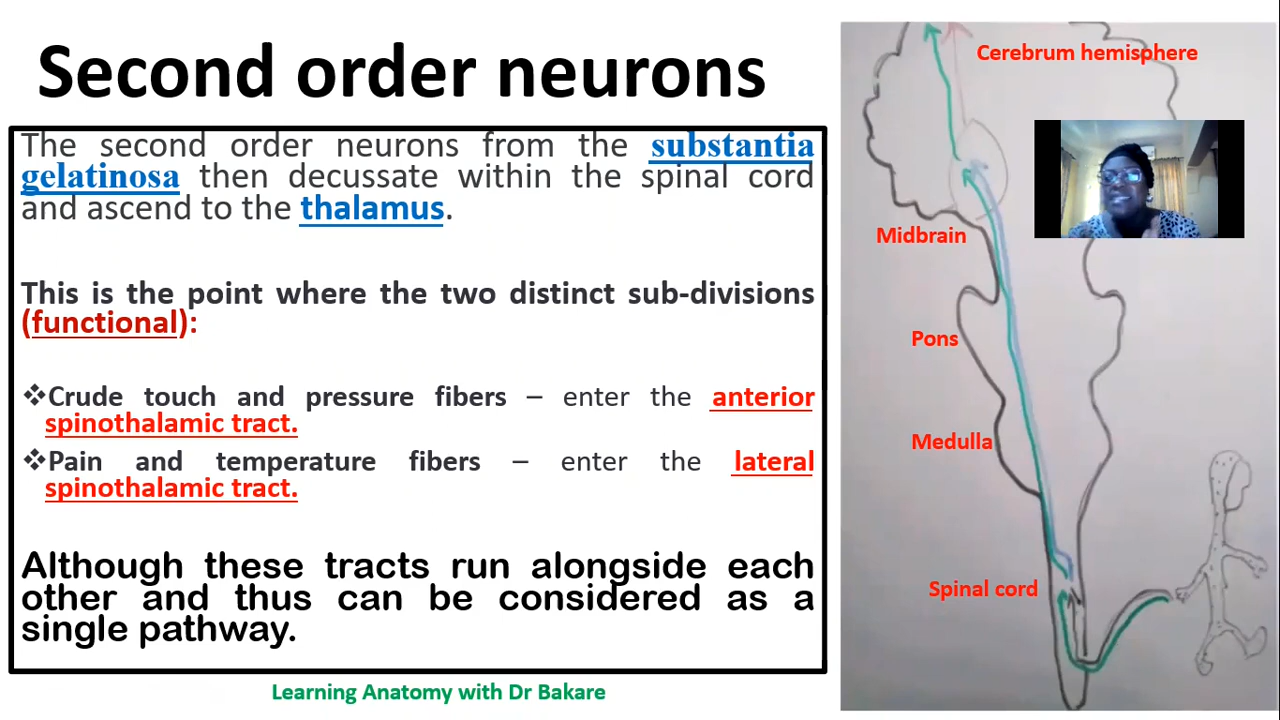 Second order neurons
The second order neurons from the substantia
gelatinosa then decussate within the spinal cord
and ascend to the thalamus.
This is the point where the two distinct sub-divisions
(functional):
❖Crude touch and pressure fibers – enter the anterior
spinothalamic tract.
❖Pain and temperature fibers – enter the lateral
spinothalamic tract.
Although these tracts run alongside each
other and thus can be considered as a
single pathway.
Learning Anatomy with Dr Bakare
Cerebrum hemisphere
Midbrain
Pons
Medulla
Spinal cord